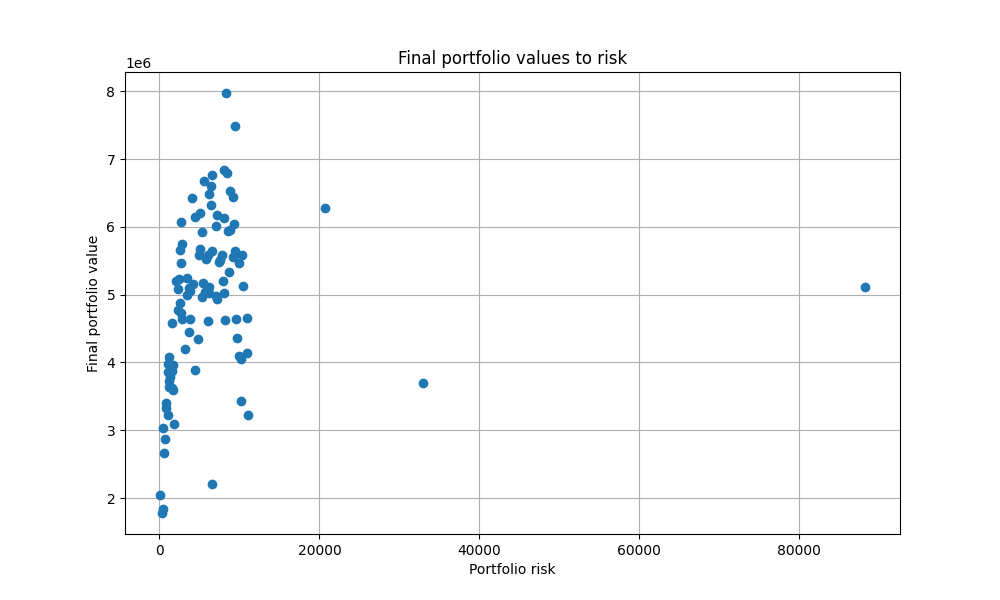 Final portfolio values to risk
1e6
8
7
6
5
4
3
2
Final portfolio value
0 20000 40000 60000 80000
Portfolio risk